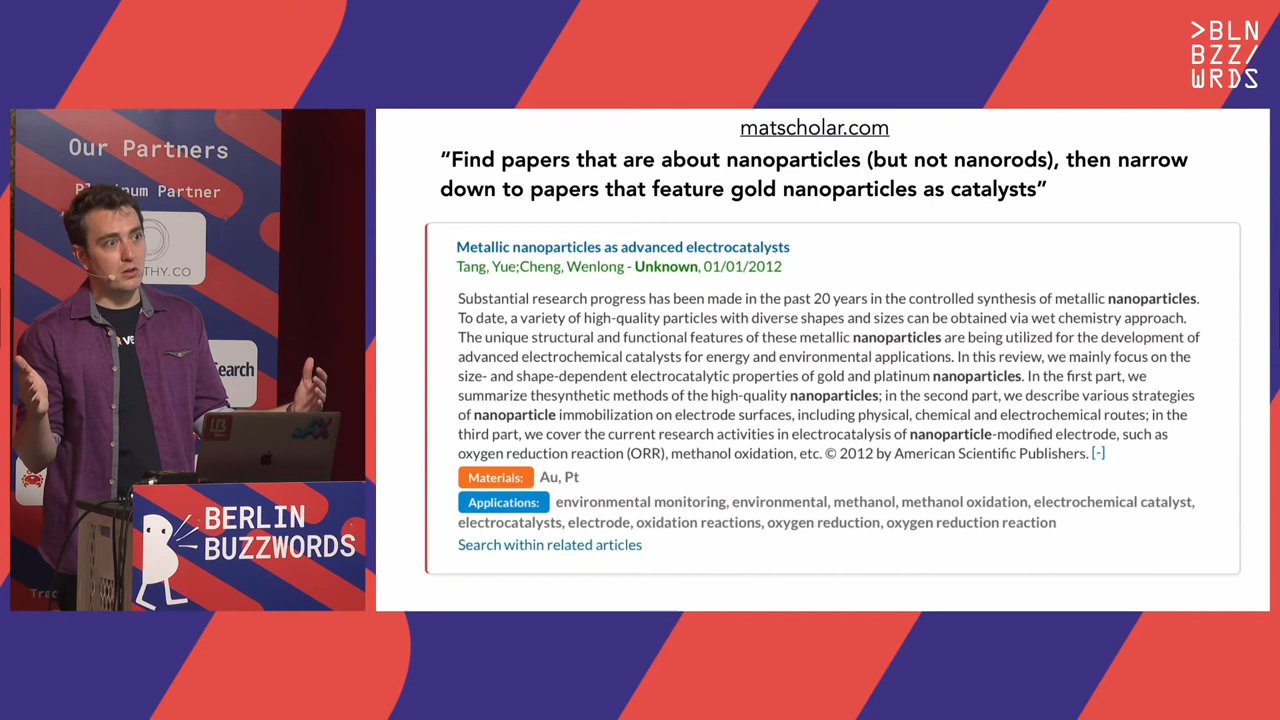 >BLN
BZZ/
WRDS
Our Partners
Platinum Partner
THY.CO
earch
BERLIN
BUZZWORDS
matscholar.com
“Find papers that are about nanoparticles (but not nanorods), then narrow
down to papers that feature gold nanoparticles as catalysts”
Metallic nanoparticles as advanced electrocatalysts
Tang, Yue;Cheng, Wenlong - Unknown, 01/01/2012
Substantial research progress has been made in the past 20 years in the controlled synthesis of metallic nanoparticles.
To date, a variety of high-quality particles with diverse shapes and sizes can be obtained via wet chemistry approach.
The unique structural and functional features of these metallic nanoparticles are being utilized for the development of
advanced electrochemical catalysts for energy and environmental applications. In this review, we mainly focus on the
size- and shape-dependent electrocatalytic properties of gold and platinum nanoparticles. In the first part, we
summarize thesynthetic methods of the high-quality nanoparticles; in the second part, we describe various strategies
of nanoparticle immobilization on electrode surfaces, including physical, chemical and electrochemical routes; in the
third part, we cover the current research activities in electrocatalysis of nanoparticle-modified electrode, such as
oxygen reduction reaction (ORR), methanol oxidation, etc. © 2012 by American Scientific Publishers. [-]
Materials: Au, Pt
Applications: environmental monitoring, environmental, methanol, methanol oxidation, electrochemical catalyst,
electrocatalysts, electrode, oxidation reactions, oxygen reduction, oxygen reduction reaction
Search within related articles